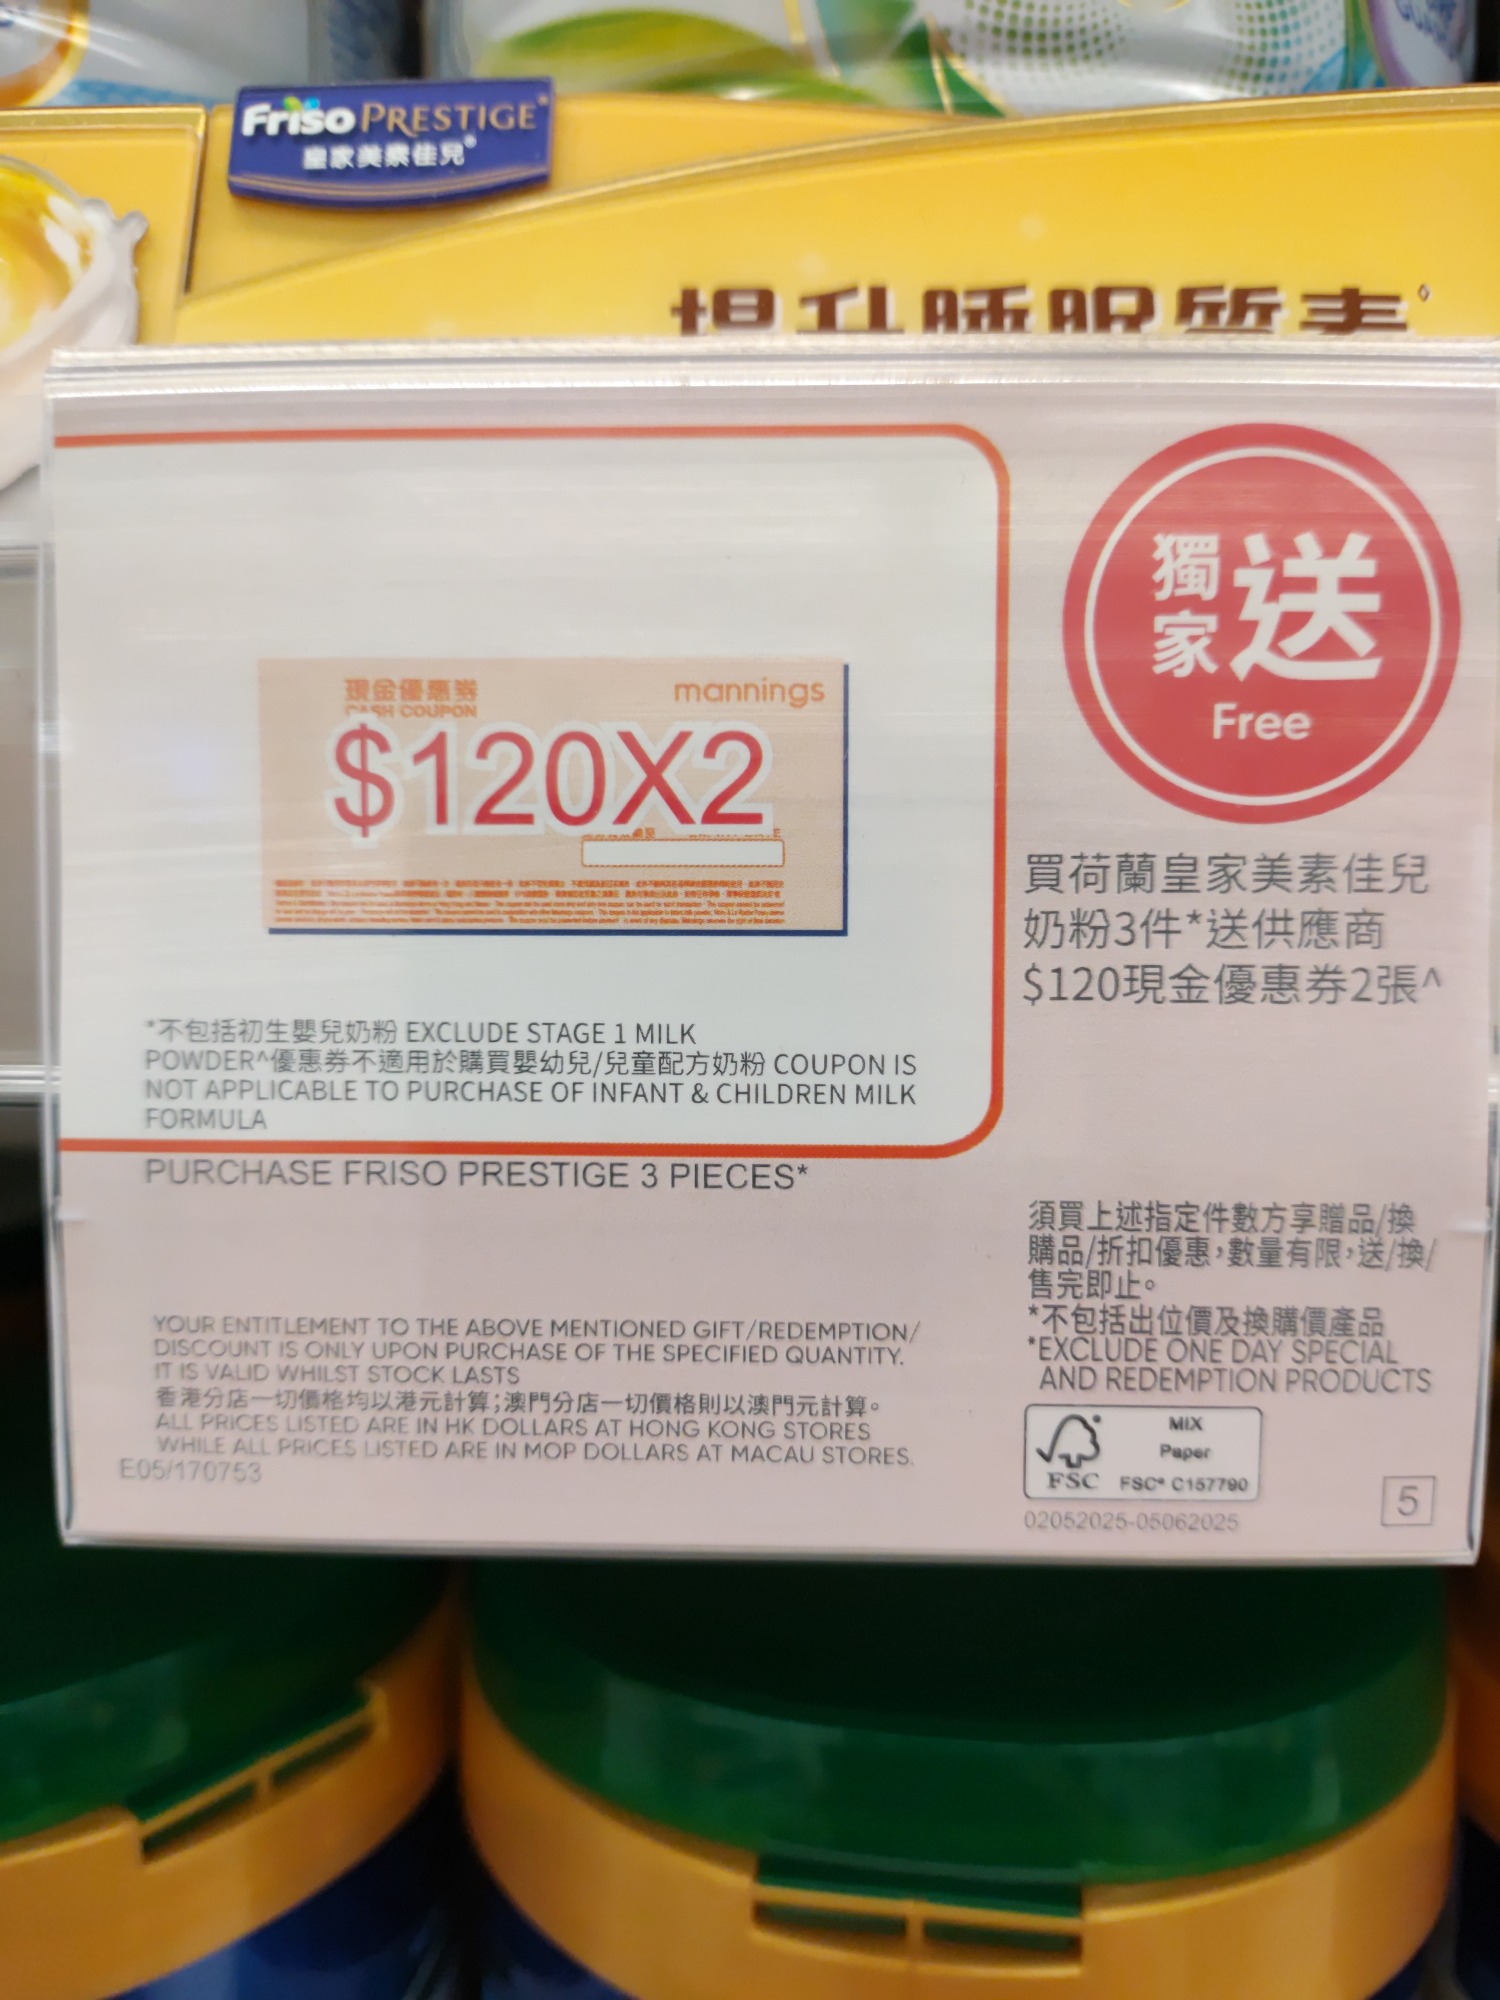 Friso PRESTIGE
皇家美素佳兒®
提升睡眠質素◊
獨家送
Free
現金優惠券
mannings
CASH COUPON
$120X2
買荷蘭皇家美素佳兒
奶粉3件*送供應商
$120現金優惠券2張^
*不包括初生嬰兒奶粉 EXCLUDE STAGE 1 MILK
POWDER^優惠券不適用於購買嬰幼兒/兒童配方奶粉 COUPON IS
NOT APPLICABLE TO PURCHASE OF INFANT & CHILDREN MILK
FORMULA
PURCHASE FRISO PRESTIGE 3 PIECES*
須買上述指定件數方享贈品/換
購品/折扣優惠，數量有限，送/換/
售完即止。
*不包括出位價及換購價產品
*EXCLUDE ONE DAY SPECIAL
AND REDEMPTION PRODUCTS
YOUR ENTITLEMENT TO THE ABOVE MENTIONED GIFT/REDEMPTION/
DISCOUNT IS ONLY UPON PURCHASE OF THE SPECIFIED QUANTITY.
IT IS VALID WHILST STOCK LASTS
香港分店一切價格均以港元計算；澳門分店一切價格則以澳門元計算。
ALL PRICES LISTED ARE IN HK DOLLARS AT HONG KONG STORES
WHILE ALL PRICES LISTED ARE IN MOP DOLLARS AT MACAU STORES.
E05/170753
MIX
Paper
FSC
FSC® C157790
02052025-05062025
5